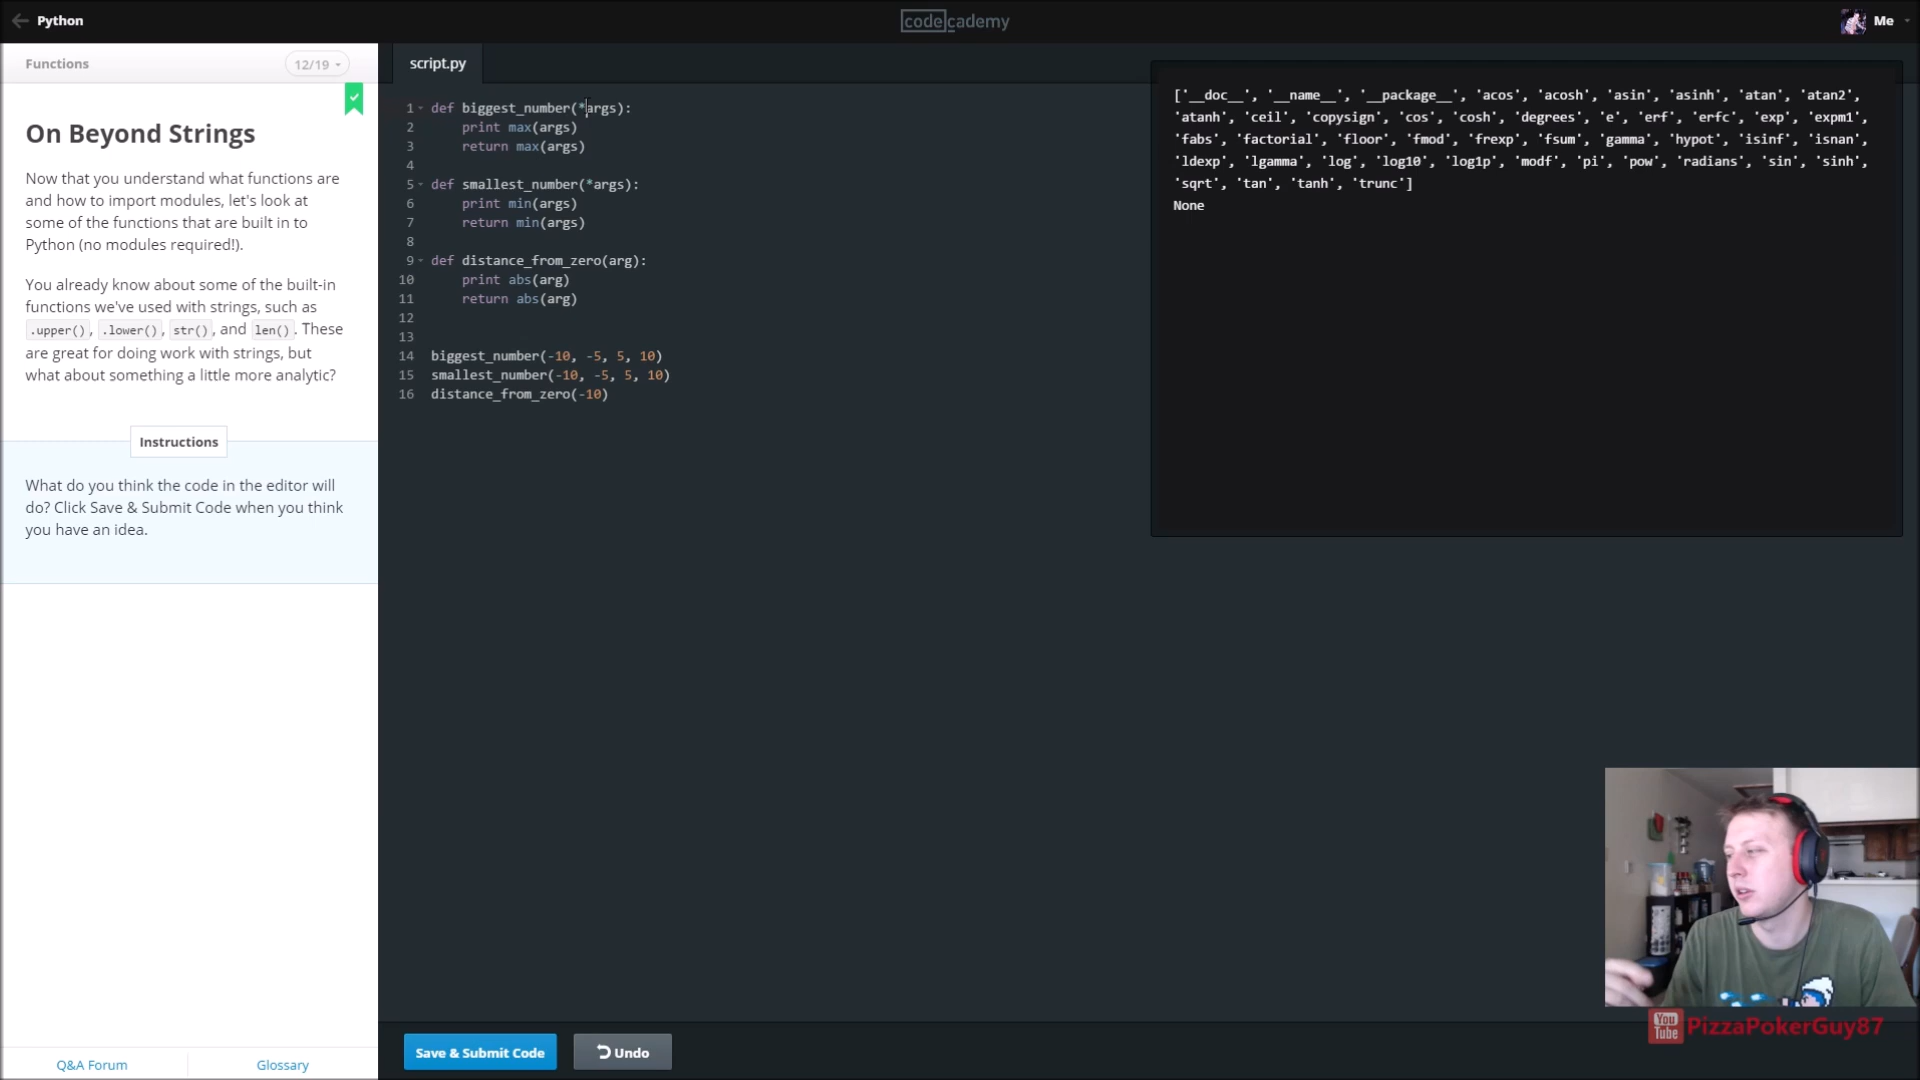 Python
codecademy
Me
Functions
12/19
script.py
On Beyond Strings
Now that you understand what functions are
and how to import modules, let's look at
some of the functions that are built in to
Python (no modules required!).
You already know about some of the built-in
functions we've used with strings, such as
.upper(), .lower(), str(), and len(). These
are great for doing work with strings, but
what about something a little more analytic?
Instructions
What do you think the code in the editor will
do? Click Save & Submit Code when you think
you have an idea.
Q&A Forum
Glossary
1 def biggest_number(*args):
2     print max(args)
3     return max(args)
4
5 def smallest_number(*args):
6     print min(args)
7     return min(args)
8
9 def distance_from_zero(arg):
10     print abs(arg)
11     return abs(arg)
12
13
14 biggest_number(-10, -5, 5, 10)
15 smallest_number(-10, -5, 5, 10)
16 distance_from_zero(-10)
['__doc__', '__name__', '__package__', 'acos', 'acosh', 'asin', 'asinh', 'atan', 'atan2',
'atanh', 'ceil', 'copysign', 'cos', 'cosh', 'degrees', 'e', 'erf', 'erfc', 'exp', 'expm1',
'fabs', 'factorial', 'floor', 'fmod', 'frexp', 'fsum', 'gamma', 'hypot', 'isinf', 'isnan',
'ldexp', 'lgamma', 'log', 'log10', 'log1p', 'modf', 'pi', 'pow', 'radians', 'sin', 'sinh',
'sqrt', 'tan', 'tanh', 'trunc']
None
Save & Submit Code
Undo
You Tube PizzaPokerGuy87